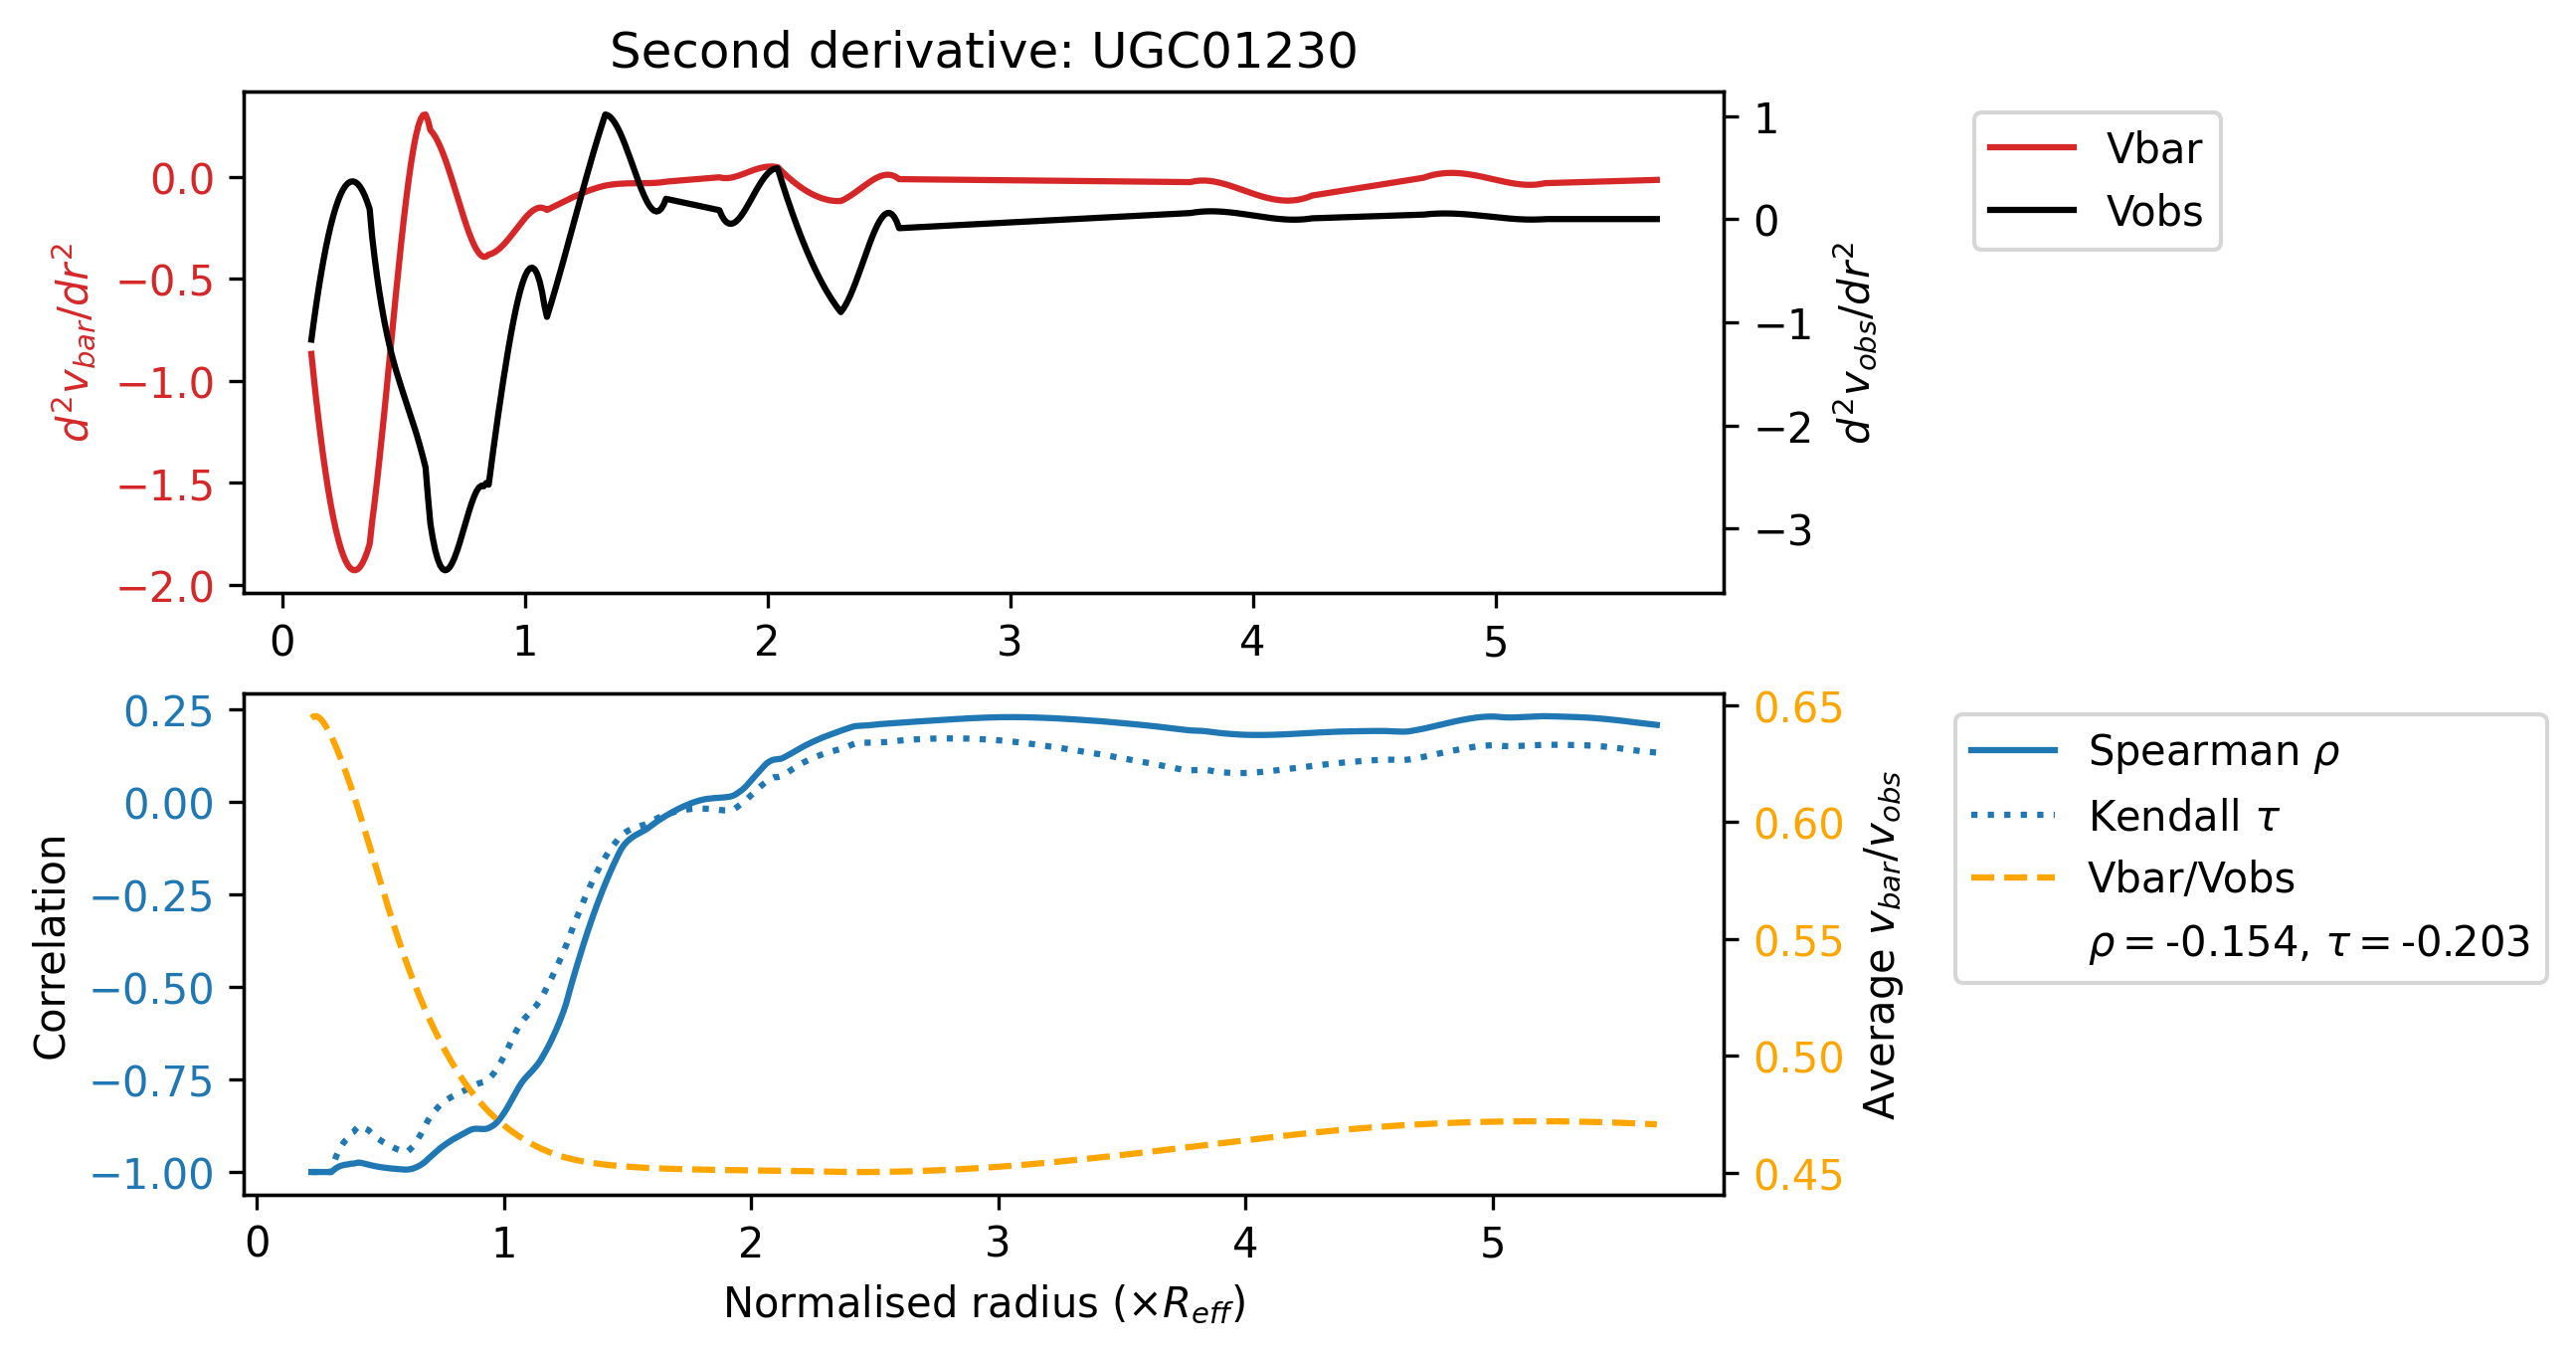 Second derivative: UGC01230
d²v_bar/dr²
0.0
−0.5
−1.0
−1.5
−2.0
1
0
−1
−2
−3
d²v_obs/dr²
0 1 2 3 4 5
Vbar
Vobs
Correlation
0.25
0.00
−0.25
−0.50
−0.75
−1.00
0.65
0.60
0.55
0.50
0.45
Average v_bar/v_obs
0 1 2 3 4 5
Normalised radius (×R_eff)
Spearman ρ
Kendall τ
Vbar/Vobs
ρ = -0.154, τ = -0.203